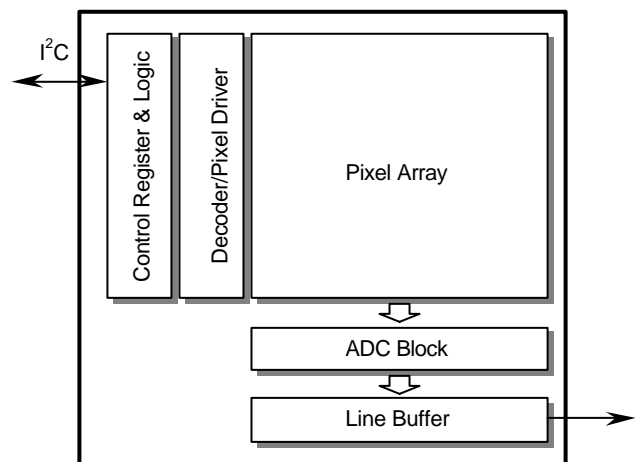 I²C
Control Register & Logic
Decoder/Pixel Driver
Pixel Array
ADC Block
Line Buffer